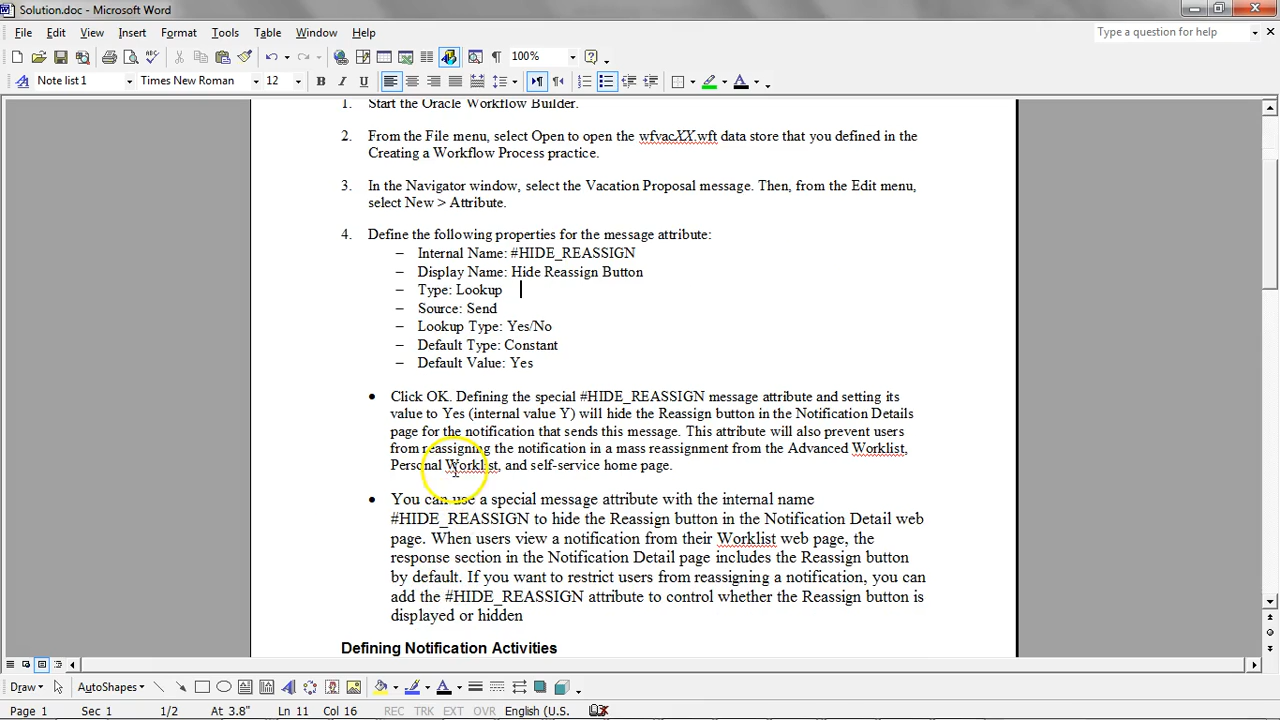 Solution.doc - Microsoft Word
File Edit View Insert Format Tools Table Window Help
Type a question for help
100%
Note list 1 Times New Roman 12
1. Start the Oracle Workflow Builder.
2. From the File menu, select Open to open the wfvacXX.wft data store that you defined in the
Creating a Workflow Process practice.
3. In the Navigator window, select the Vacation Proposal message. Then, from the Edit menu,
select New > Attribute.
4. Define the following properties for the message attribute:
– Internal Name: #HIDE_REASSIGN
– Display Name: Hide Reassign Button
– Type: Lookup
– Source: Send
– Lookup Type: Yes/No
– Default Type: Constant
– Default Value: Yes
• Click OK. Defining the special #HIDE_REASSIGN message attribute and setting its
value to Yes (internal value Y) will hide the Reassign button in the Notification Details
page for the notification that sends this message. This attribute will also prevent users
from reassigning the notification in a mass reassignment from the Advanced Worklist,
Personal Worklist, and self-service home page.
• You can use a special message attribute with the internal name
#HIDE_REASSIGN to hide the Reassign button in the Notification Detail web
page. When users view a notification from their Worklist web page, the
response section in the Notification Detail page includes the Reassign button
by default. If you want to restrict users from reassigning a notification, you can
add the #HIDE_REASSIGN attribute to control whether the Reassign button is
displayed or hidden
Defining Notification Activities
Draw AutoShapes
Page 1 Sec 1 1/2 At 3.8" Ln 11 Col 16 REC TRK EXT OVR English (U.S.